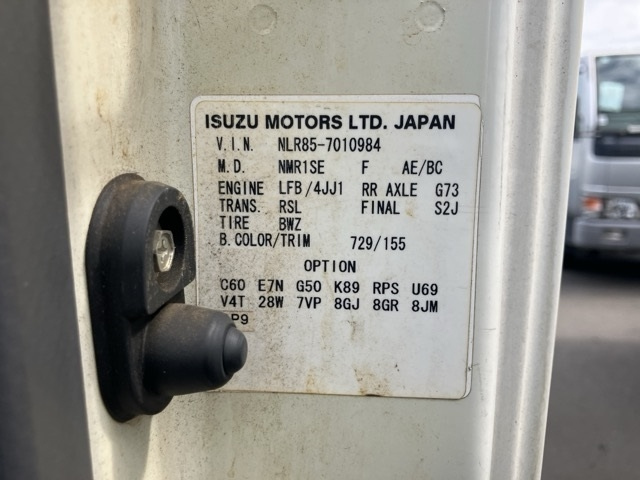 ISUZU MOTORS LTD. JAPAN
V.I.N. NLR85-7010984
M.D. NMR1SE F AE/BC
ENGINE LFB/4JJ1 RR AXLE G73
TRANS. RSL FINAL S2J
TIRE BWZ
B.COLOR/TRIM 729/155
OPTION
C60 E7N G50 K89 RPS U69
V4T 28W 7VP 8GJ 8GR 8JM